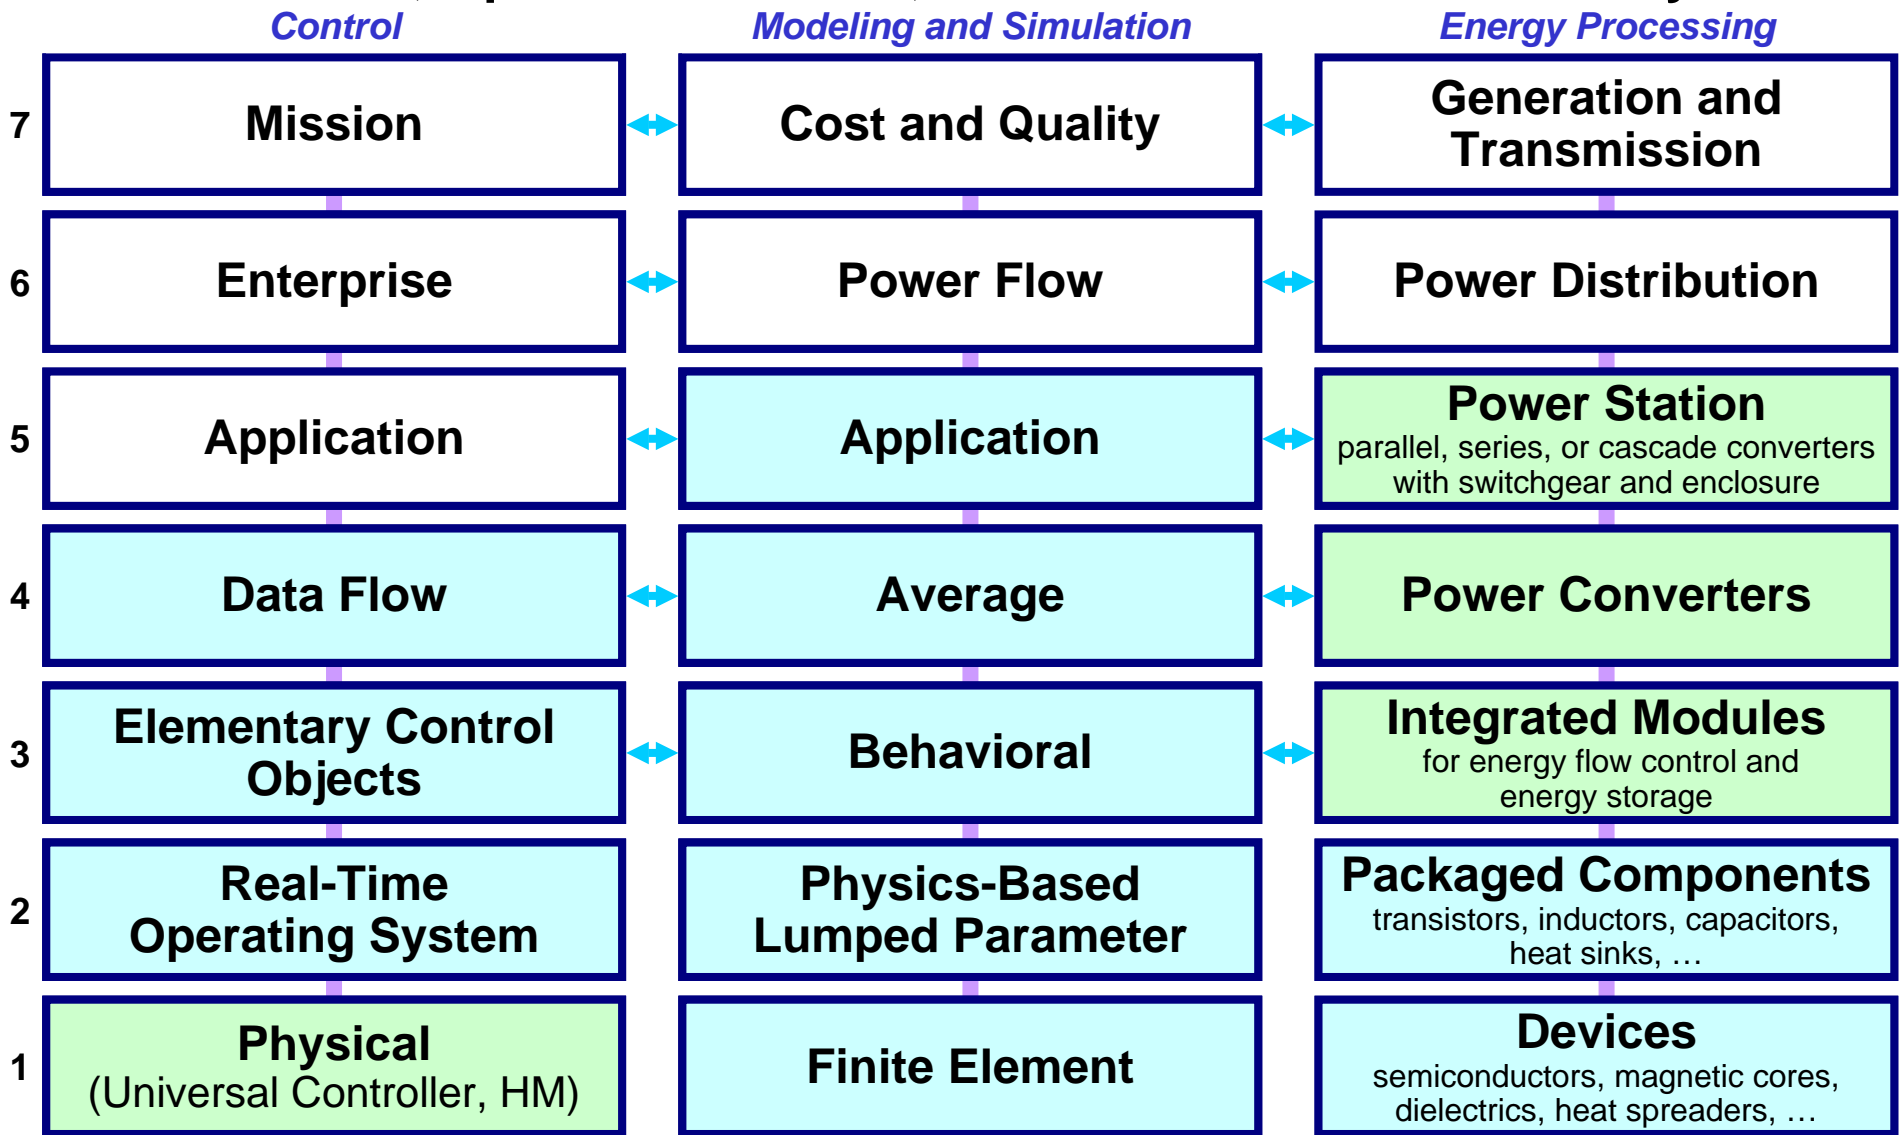 Control Modeling and Simulation Energy Processing
7 Mission Cost and Quality Generation and
Transmission
6 Enterprise Power Flow Power Distribution
5 Application Application Power Station
parallel, series, or cascade converters
with switchgear and enclosure
4 Data Flow Average Power Converters
3 Elementary Control
Objects
Behavioral
Integrated Modules
for energy flow control and
energy storage
2 Real-Time
Operating System
Physics-Based
Lumped Parameter
Packaged Components
transistors, inductors, capacitors,
heat sinks, …
1 Physical
(Universal Controller, HM)
Finite Element
Devices
semiconductors, magnetic cores,
dielectrics, heat spreaders, …